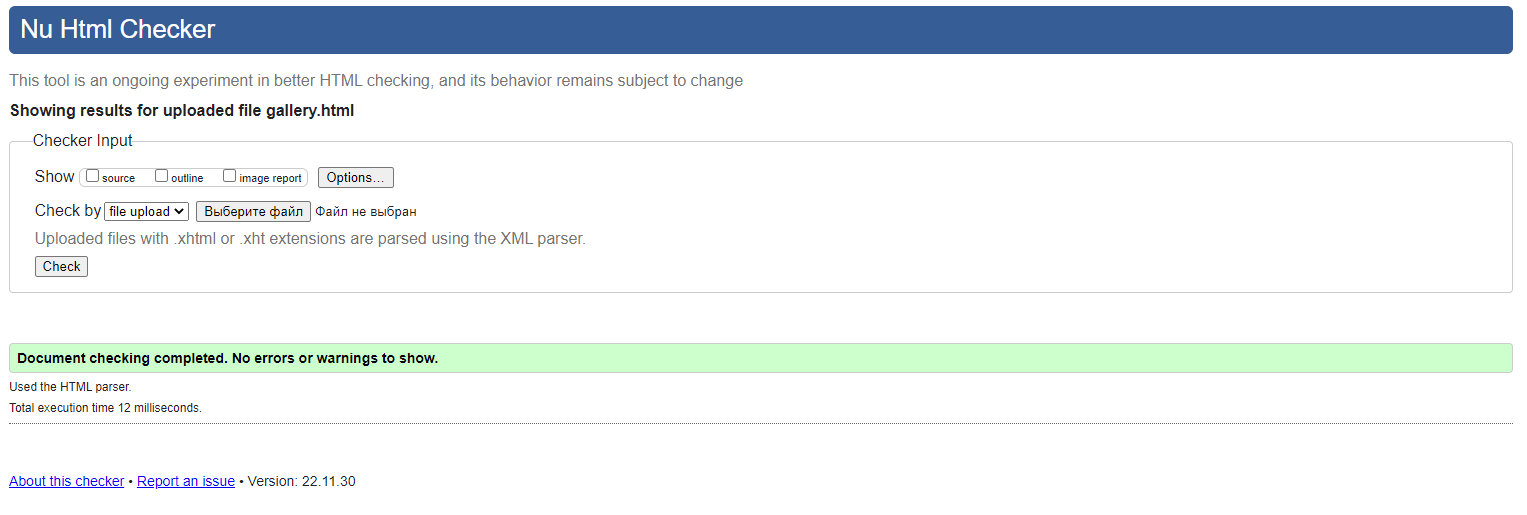 Nu Html Checker
This tool is an ongoing experiment in better HTML checking, and its behavior remains subject to change
Showing results for uploaded file gallery.html
Checker Input
Show source outline image report Options...
Check by file upload Выберите файл Файл не выбран
Uploaded files with .xhtml or .xht extensions are parsed using the XML parser.
Check
Document checking completed. No errors or warnings to show.
Used the HTML parser.
Total execution time 12 milliseconds.
About this checker • Report an issue • Version: 22.11.30